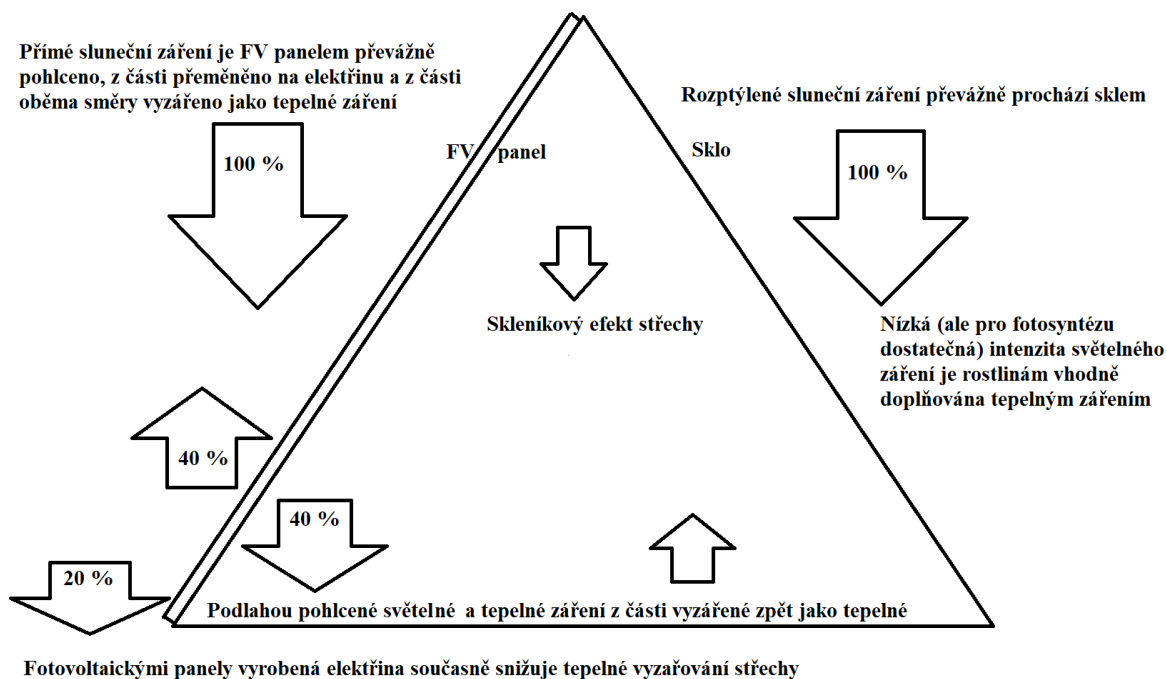 Přímé sluneční záření je FV panelem převážně
pohlceno, z části přeměněno na elektřinu a z části
oběma směry vyzářeno jako tepelné záření
Rozptýlené sluneční záření převážně prochází sklem
100 %
FV panel
Sklo
100 %
Skleníkový efekt střechy
Nízká (ale pro fotosyntézu
dostatečná) intenzita světelného
záření je rostlinám vhodně
doplňována tepelným zářením
40 %
40 %
20 %
Podlahou pohlcené světelné a tepelné záření z části vyzářené zpět jako tepelné
Fotovoltaickými panely vyrobená elektřina současně snižuje tepelné vyzařování střechy